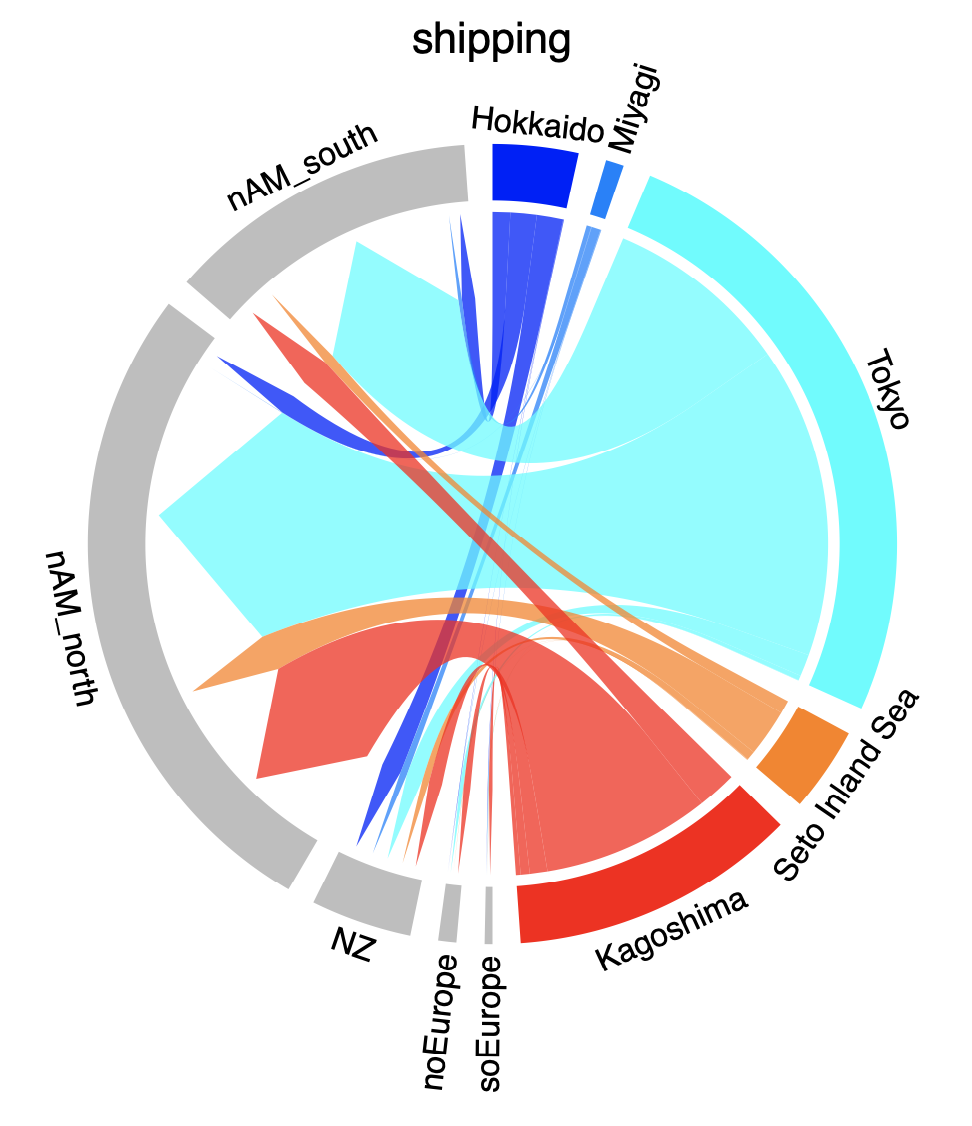 shipping
Hokkaido
Miyagi
Tokyo
Seto Inland Sea
Kagoshima
soEurope
noEurope
NZ
nAM_north
nAM_south